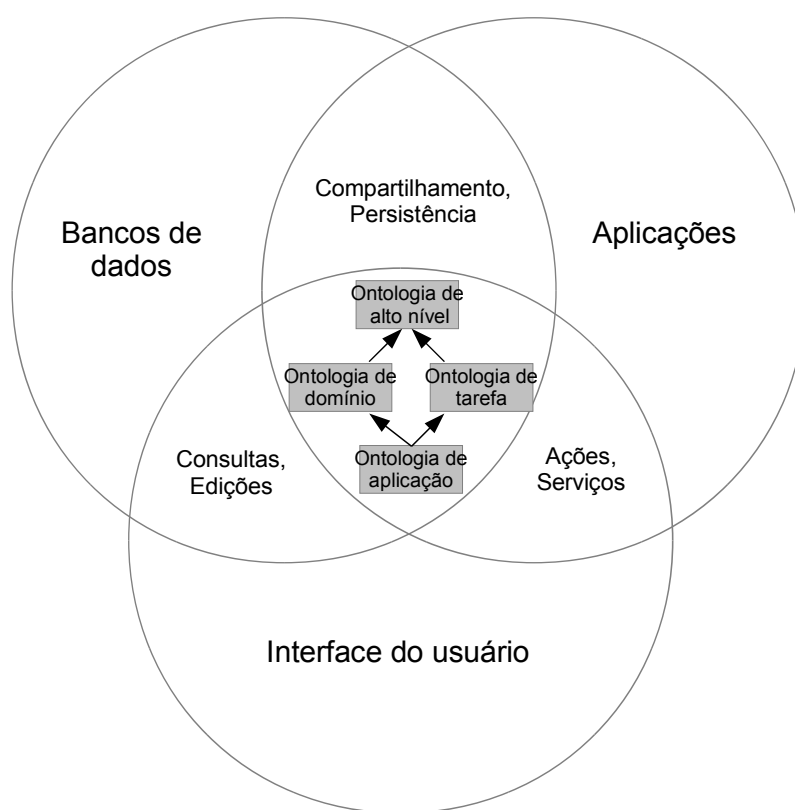 Compartilhamento,
Persistência
Bancos de
dados
Aplicações
Ontologia de
alto nível
Ontologia de
domínio
Ontologia de
tarefa
Consultas,
Edições
Ontologia de
aplicação
Ações,
Serviços
Interface do usuário